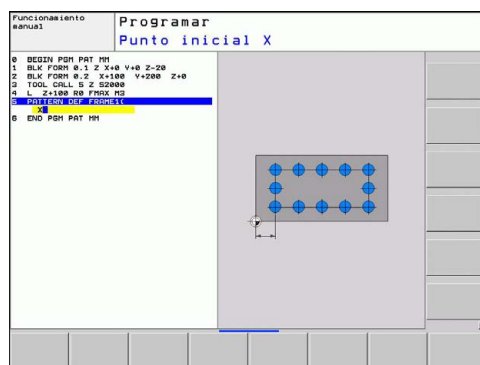 Funcionamiento
manual
Programar
Punto inicial X
0 BEGIN PGM PAT MM
1 BLK FORM 0.1 Z X+0 Y+0 Z-20
2 BLK FORM 0.2 X+100 Y+200 Z+0
3 TOOL CALL 5 Z S2000
4 L Z+100 R0 FMAX M3
5 PATTERN DEF FRAME1(
X
6 END PGM PAT MM